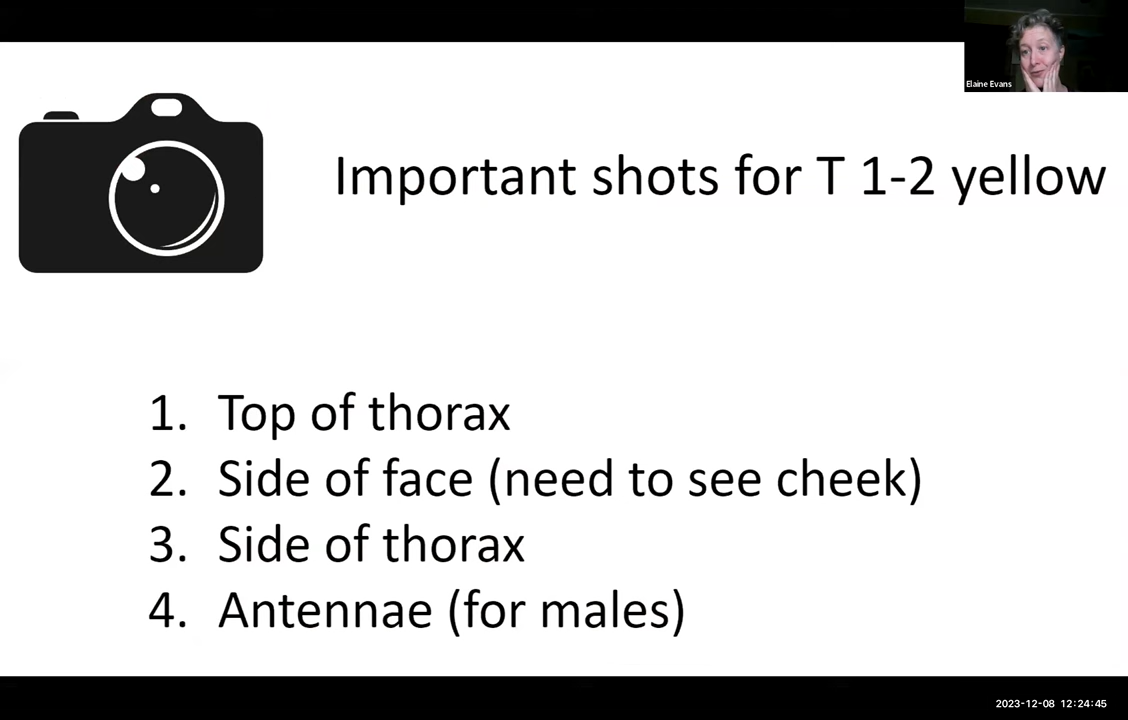 Elaine Evans
Important shots for T 1-2 yellow
1. Top of thorax
2. Side of face (need to see cheek)
3. Side of thorax
4. Antennae (for males)
2023-12-08 12:24:45